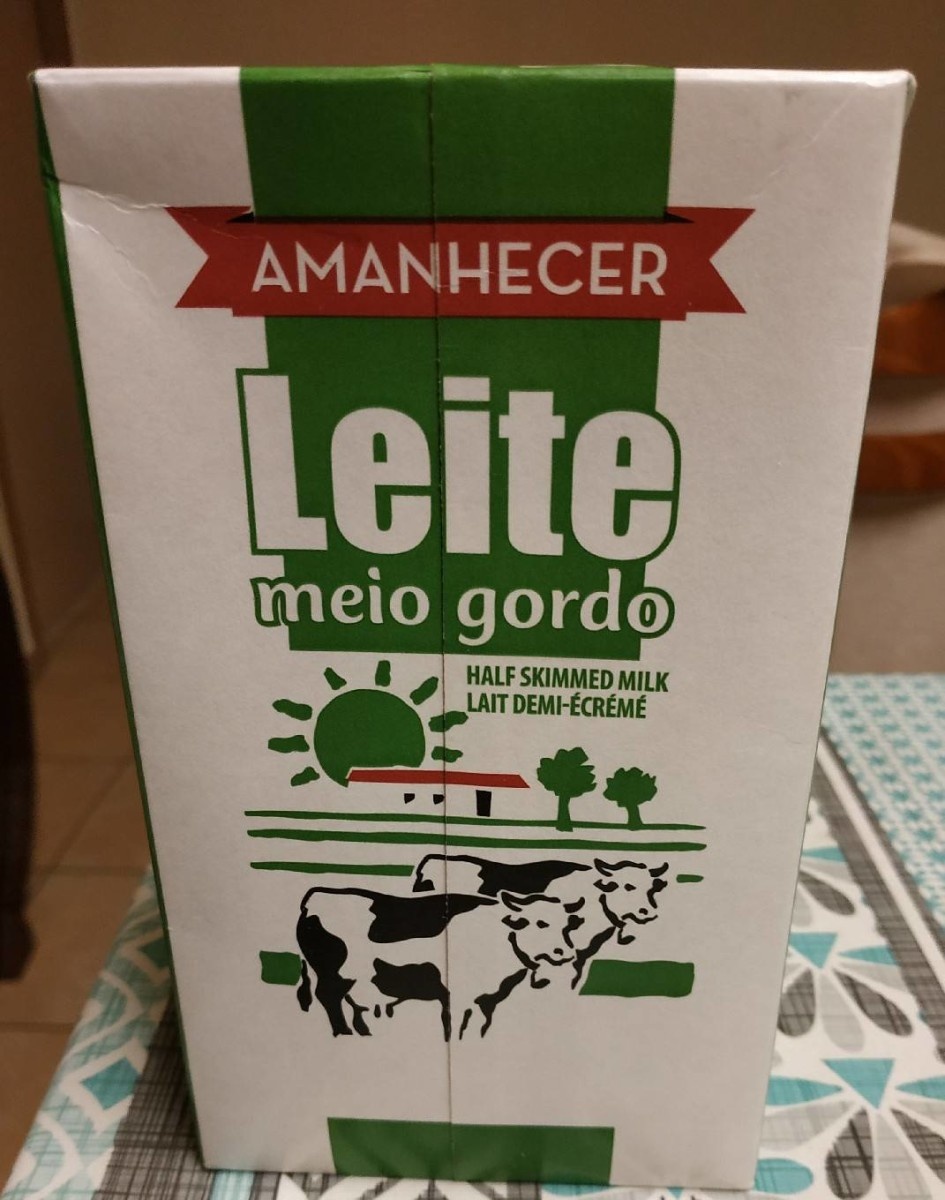 AMANHECER
Leite
meio gordo
HALF SKIMMED MILK
LAIT DEMI-ÉCRÉMÉ